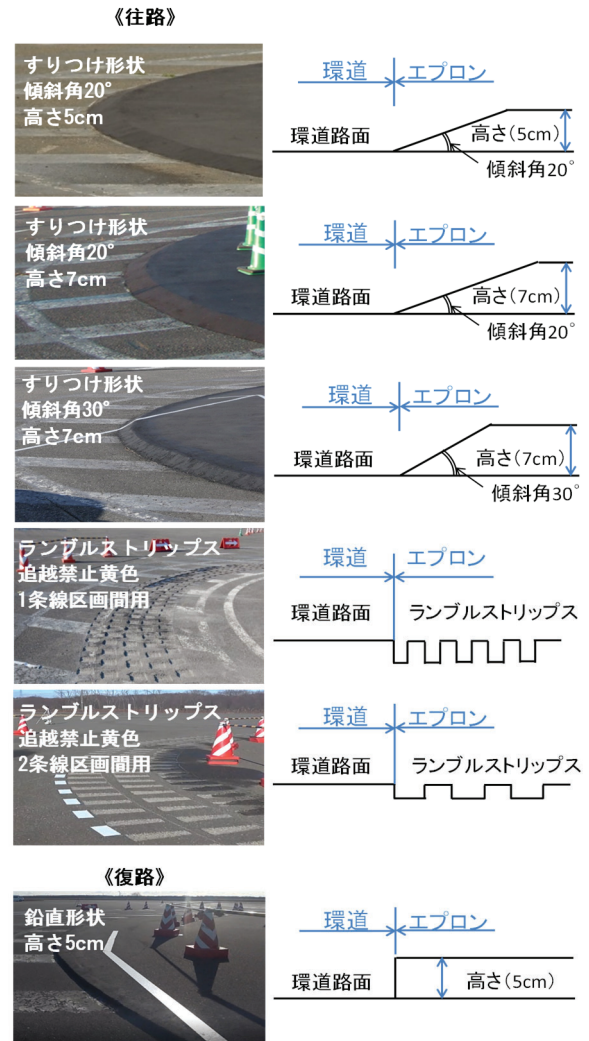 《往路》
すりつけ形状
傾斜角20°
高さ5cm
環道
エプロン
環道路面
高さ(5cm)
傾斜角20°
すりつけ形状
傾斜角20°
高さ7cm
環道
エプロン
環道路面
高さ(7cm)
傾斜角20°
すりつけ形状
傾斜角30°
高さ7cm
環道
エプロン
環道路面
高さ(7cm)
傾斜角30°
ランブルストリップス
追越禁止黄色
1条線区画間用
環道
エプロン
環道路面
ランブルストリップス
ランブルストリップス
追越禁止黄色
2条線区画間用
環道
エプロン
環道路面
ランブルストリップス
《復路》
鉛直形状
高さ5cm
環道
エプロン
環道路面
高さ(5cm)